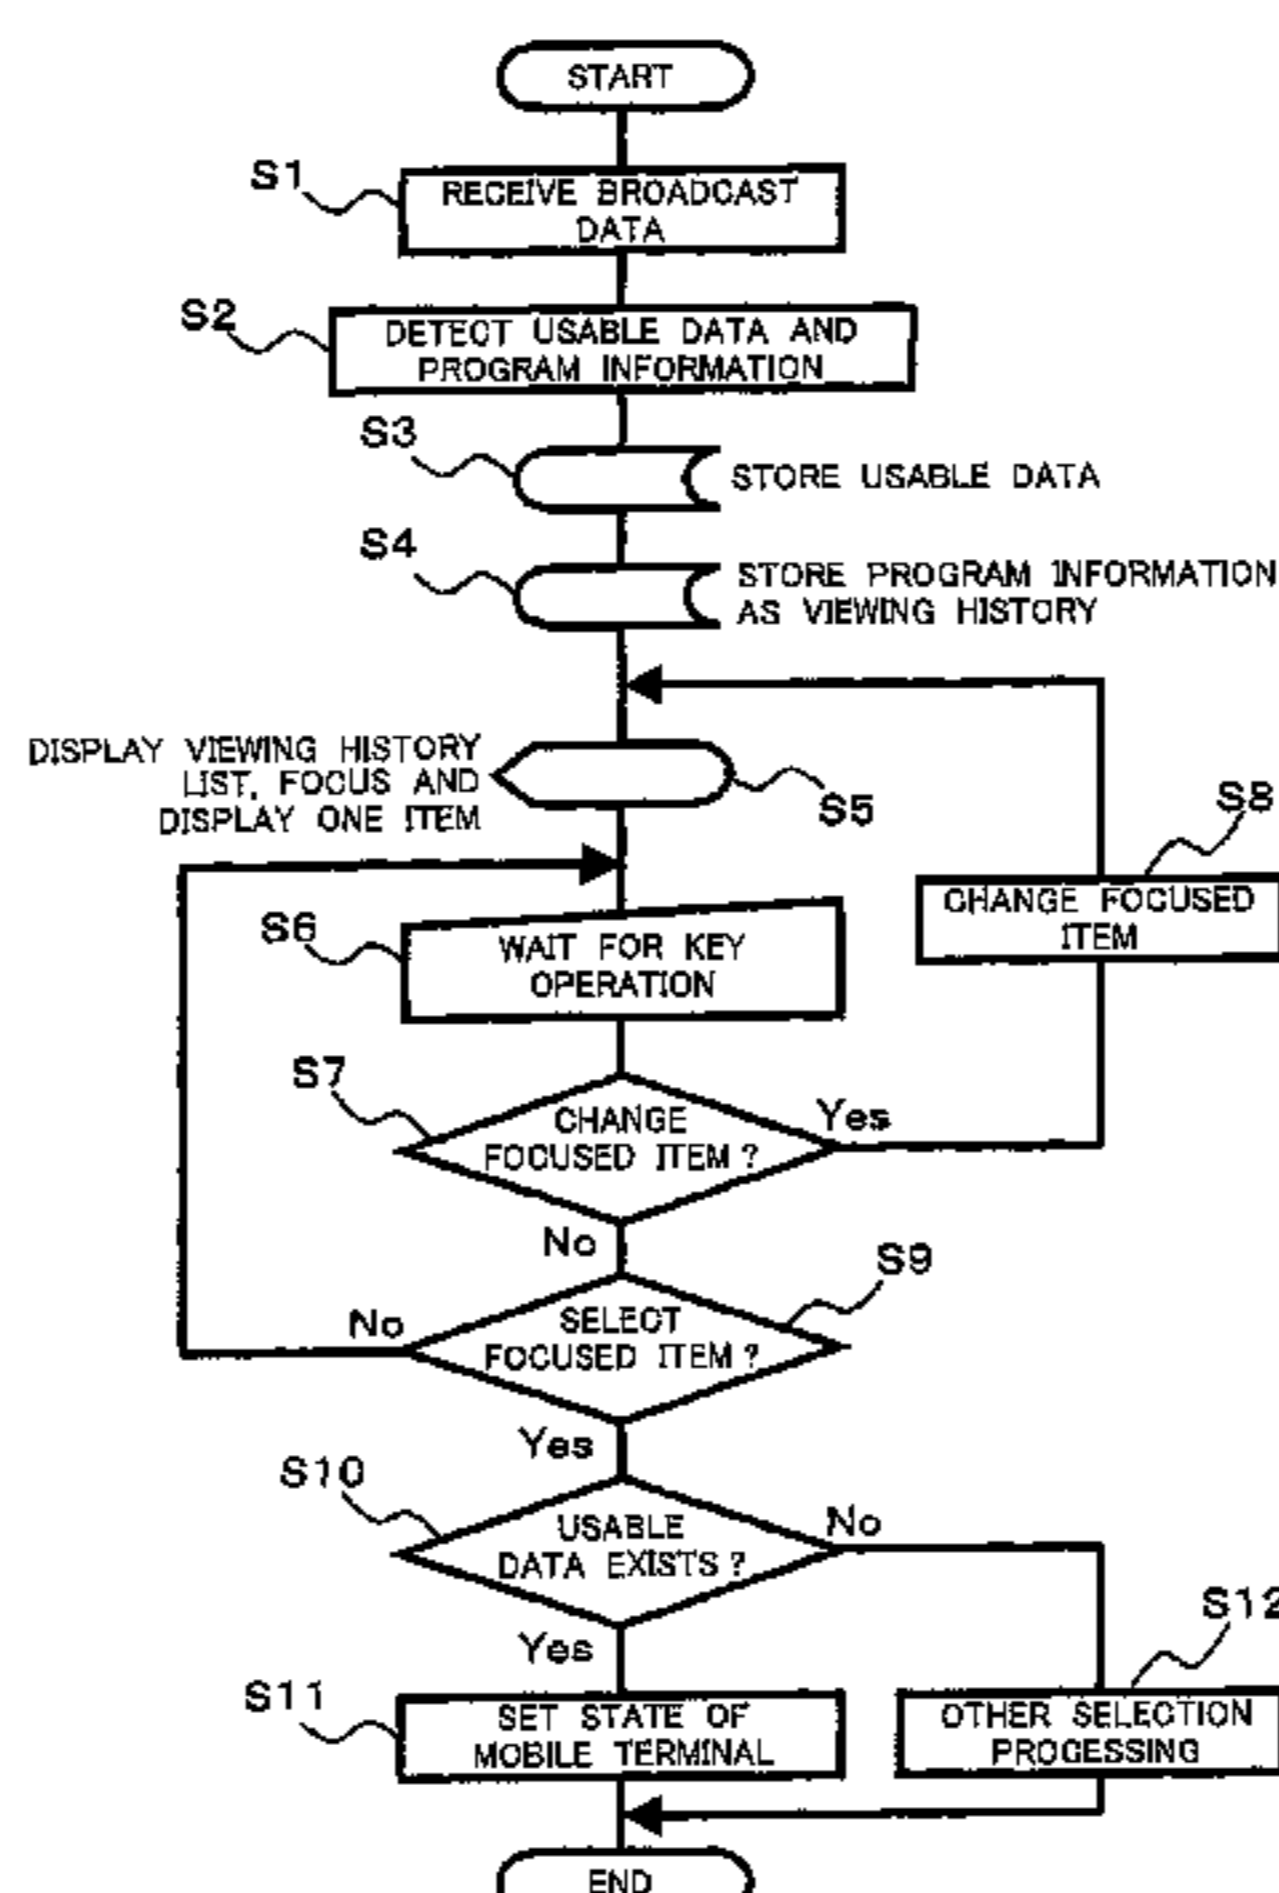 START
S1
RECEIVE BROADCAST
DATA
S2
DETECT USABLE DATA AND
PROGRAM INFORMATION
S3
STORE USABLE DATA
S4
STORE PROGRAM INFORMATION
AS VIEWING HISTORY
DISPLAY VIEWING HISTORY
LIST, FOCUS AND
DISPLAY ONE ITEM
S5
S8
CHANGE FOCUSED
ITEM
S6
WAIT FOR KEY
OPERATION
S7
CHANGE
FOCUSED ITEM?
Yes
No
S9
SELECT
FOCUSED ITEM?
No
Yes
S10
USABLE
DATA EXISTS?
No
Yes
S12
S11
SET STATE OF
MOBILE TERMINAL
OTHER SELECTION
PROCESSING
END